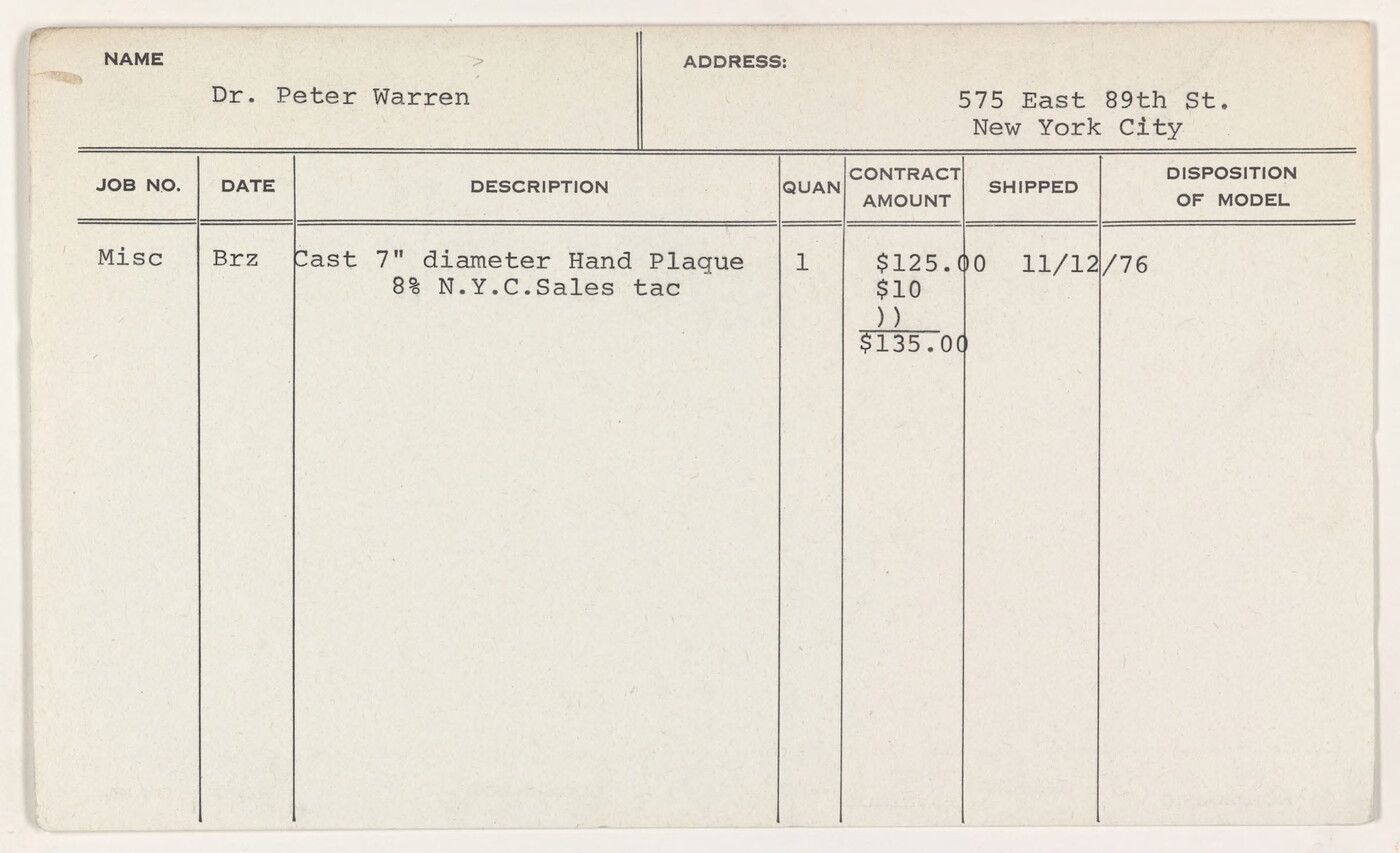 NAME
Dr. Peter Warren
ADDRESS:
575 East 89th St.
New York City
JOB NO. DATE DESCRIPTION QUAN CONTRACT AMOUNT SHIPPED DISPOSITION OF MODEL
Misc Brz Cast 7" diameter Hand Plaque 1 $125.00 11/12/76
8% N.Y.C.Sales tac $10
))
$135.00